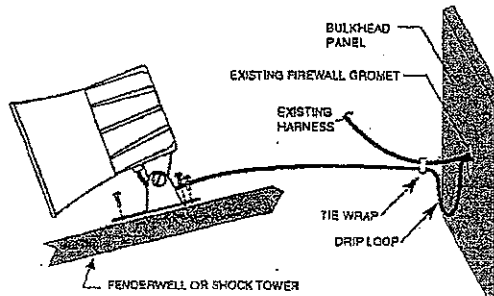 BULKHEAD
PANEL
EXISTING FIREWALL GROMET
EXISTING
HARNESS
TIE WRAP
DRIP LOOP
FENDERWELL OR SHOCK TOWER